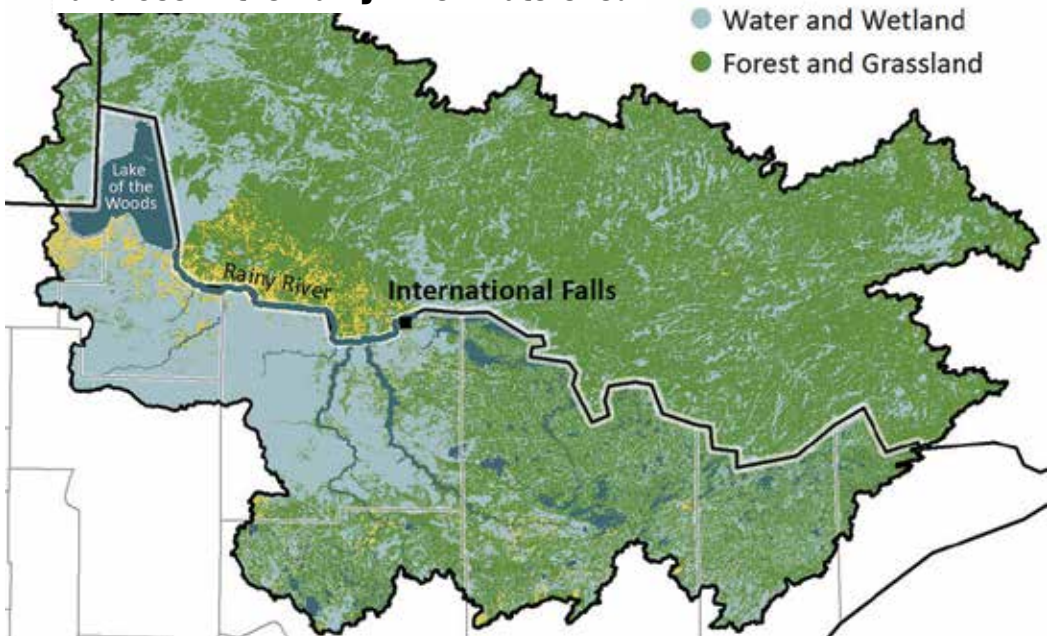 Water and Wetland
Forest and Grassland
Lake
of the
Woods
Rainy River
International Falls